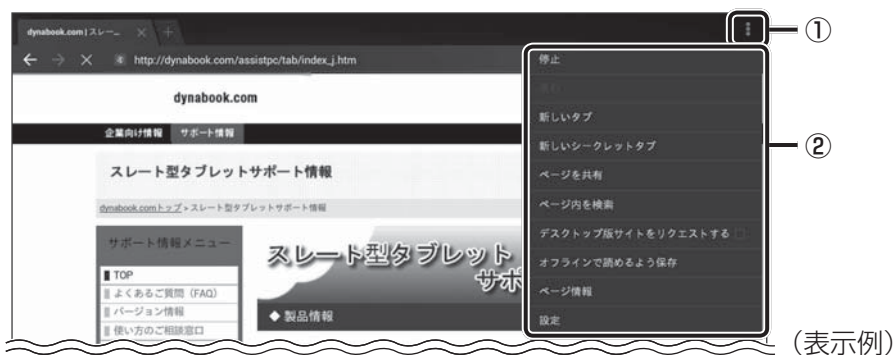 dynabook.com | スレー…
①
http://dynabook.com/assistpc/tab/index_j.htm
停止
dynabook.com
新しいタブ
企業向け情報 サポート情報
新しいシークレットタブ
②
スレート型タブレットサポート情報
ページを共有
dynabook.comトップ > スレート型タブレットサポート情報
ページ内を検索
サポート情報メニュー
デスクトップ版サイトをリクエストする
スレート型タブレット
オフラインで読めるよう保存
サポ
TOP
よくあるご質問（FAQ）
ページ情報
バージョン情報
◆ 製品情報
設定
使い方のご相談窓口
（表示例）